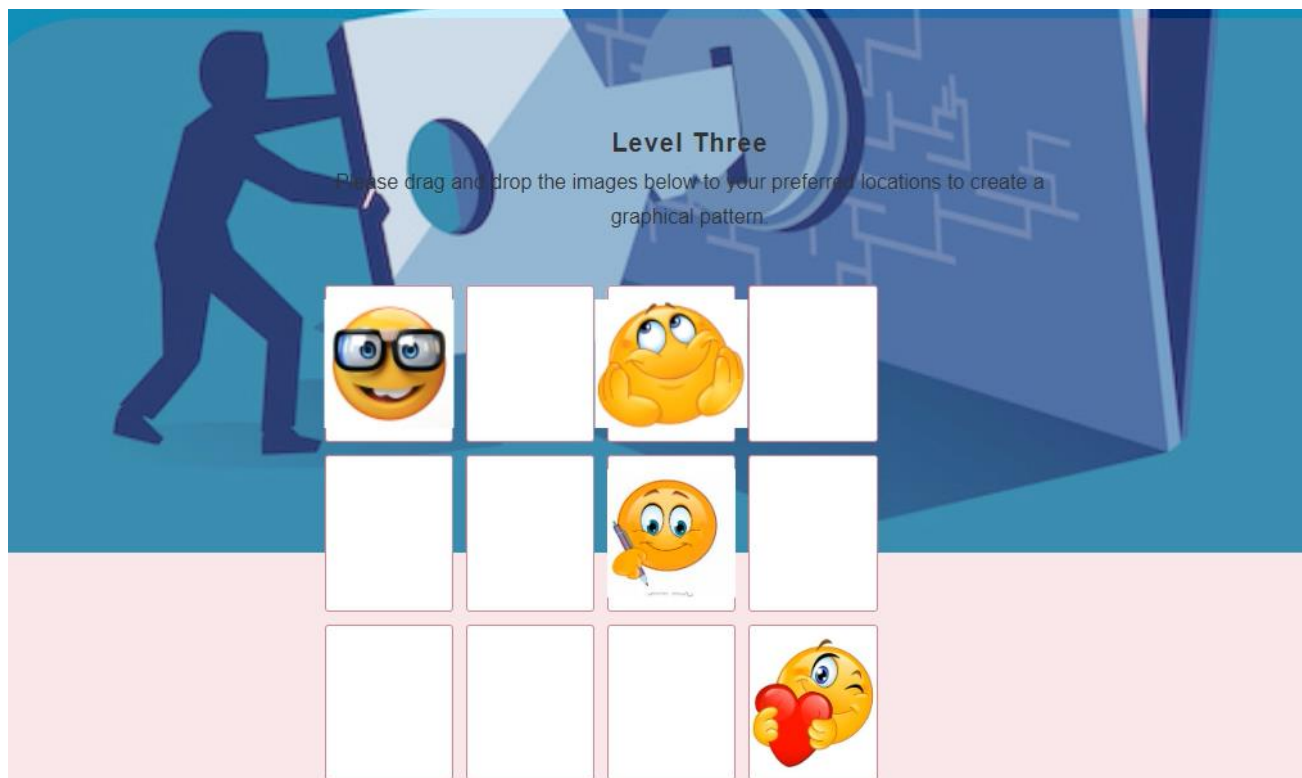 Level Three
Please drag and drop the images below to your preferred locations to create a
graphical pattern.